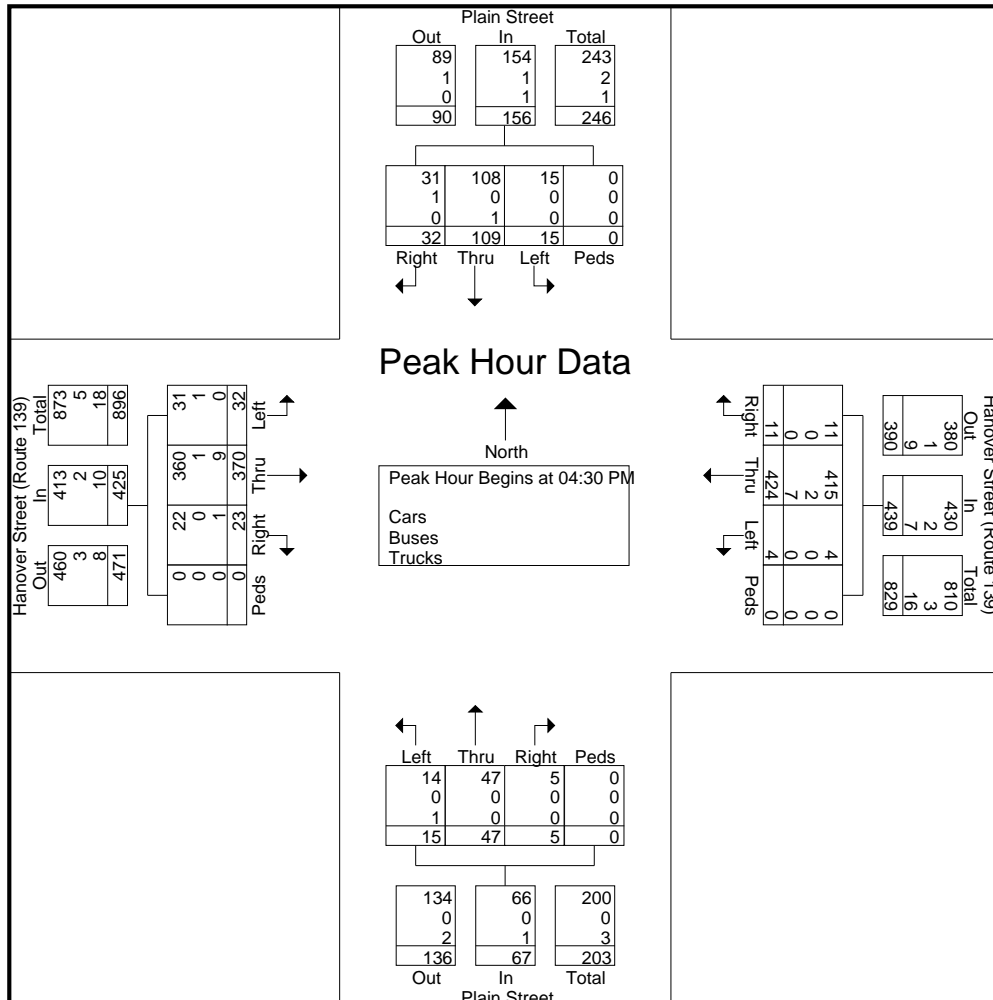 Plain Street
Out In Total
89 154 243
1 1 2
0 1 1
90 156 246
31 108 15 0
1 0 0 0
0 1 0 0
32 109 15 0
Right Thru Left Peds
Peak Hour Data
North
Peak Hour Begins at 04:30 PM
Cars
Buses
Trucks
Hanover Street (Route 139)
Out In Total
460 413 873
3 2 5
8 10 18
471 425 896
Left Thru Right Peds
31 360 22 0
1 1 0 0
0 9 1 0
32 370 23 0
Hanover Street (Route 139)
Out In Total
380 430 810
1 2 3
9 7 16
390 439 829
Right Thru Left Peds
11 415 4 0
0 2 0 0
0 7 0 0
11 424 4 0
Left Thru Right Peds
14 47 5 0
0 0 0 0
1 0 0 0
15 47 5 0
134 66 200
0 0 0
2 1 3
136 67 203
Out In Total
Plain Street